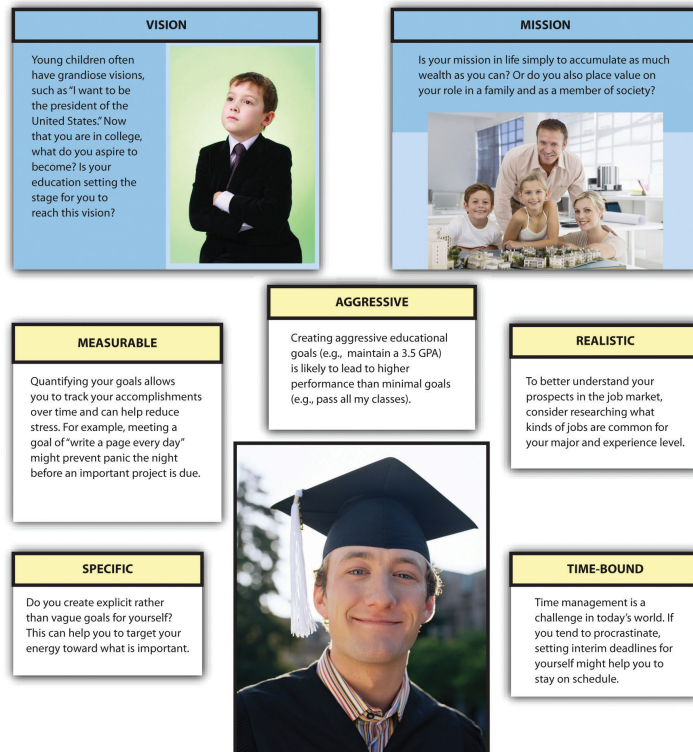 VISION
Young children often
have grandiose visions,
such as “I want to be
the president of the
United States.” Now
that you are in college,
what do you aspire to
become? Is your
education setting the
stage for you to
reach this vision?
MISSION
Is your mission in life simply to accumulate as much
wealth as you can? Or do you also place value on
your role in a family and as a member of society?
AGGRESSIVE
Creating aggressive educational
goals (e.g., maintain a 3.5 GPA)
is likely to lead to higher
performance than minimal goals
(e.g., pass all my classes).
MEASURABLE
Quantifying your goals allows
you to track your accomplishments
over time and can help reduce
stress. For example, meeting a
goal of “write a page every day”
might prevent panic the night
before an important project is due.
REALISTIC
To better understand your
prospects in the job market,
consider researching what
kinds of jobs are common for
your major and experience level.
SPECIFIC
Do you create explicit rather
than vague goals for yourself?
This can help you to target your
energy toward what is important.
TIME-BOUND
Time management is a
challenge in today’s world. If
you tend to procrastinate,
setting interim deadlines for
yourself might help you to
stay on schedule.